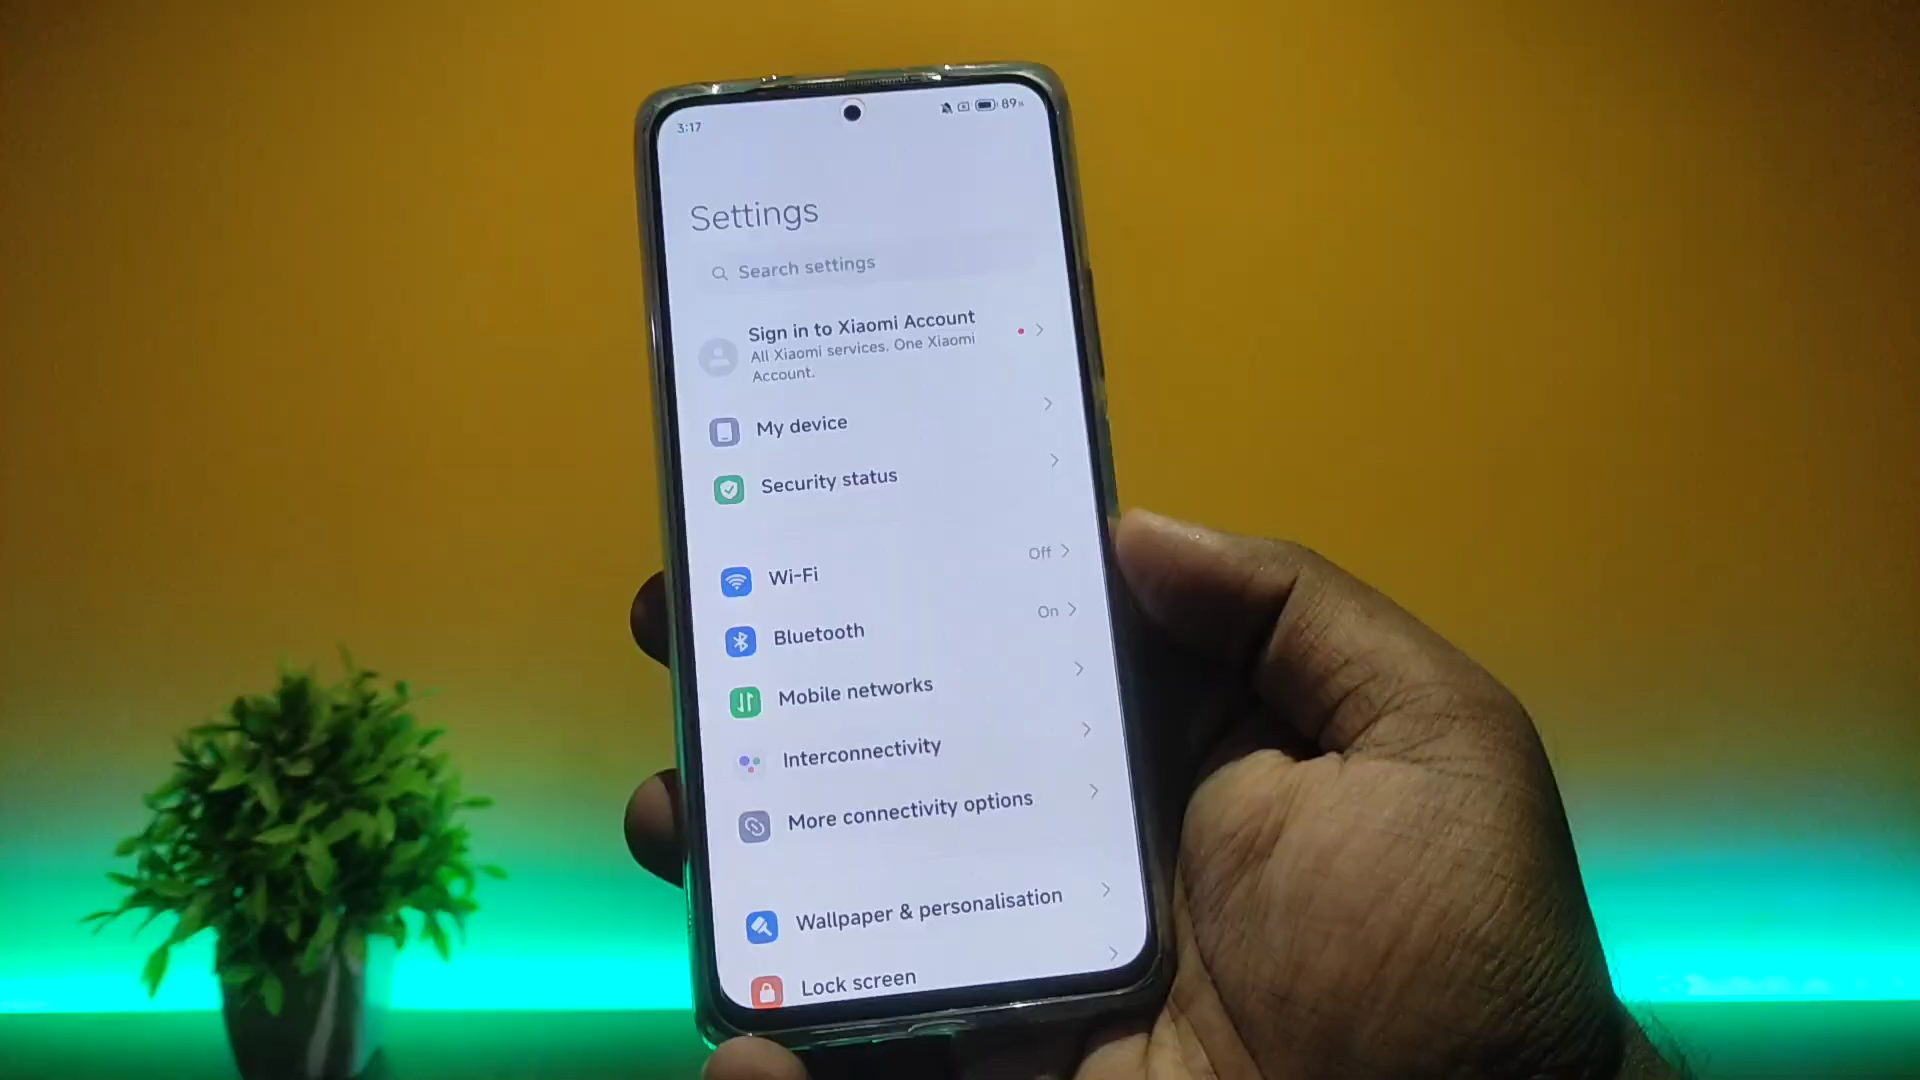 3:17
89%
Settings
Search settings
Sign in to Xiaomi Account
All Xiaomi services. One Xiaomi
Account.
My device
Security status
Wi-Fi
Off
Bluetooth
On
Mobile networks
Interconnectivity
More connectivity options
Wallpaper & personalisation
Lock screen